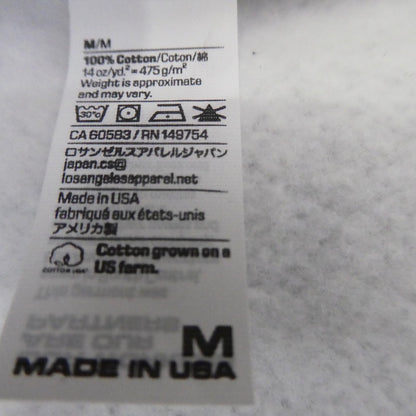 M/M
100% Cotton/Coton/綿
14 oz/yd.² = 475 g/m²
Weight is approximate
and may vary.
30°C
CA 60583 / RN 149754
ロサンゼルスアパレルジャパン
japan.cs@
losangelesapparel.net
Made in USA
fabriqué aux états-unis
アメリカ製
COTTON USA
Cotton grown on a
US farm.
M
MADE IN USA